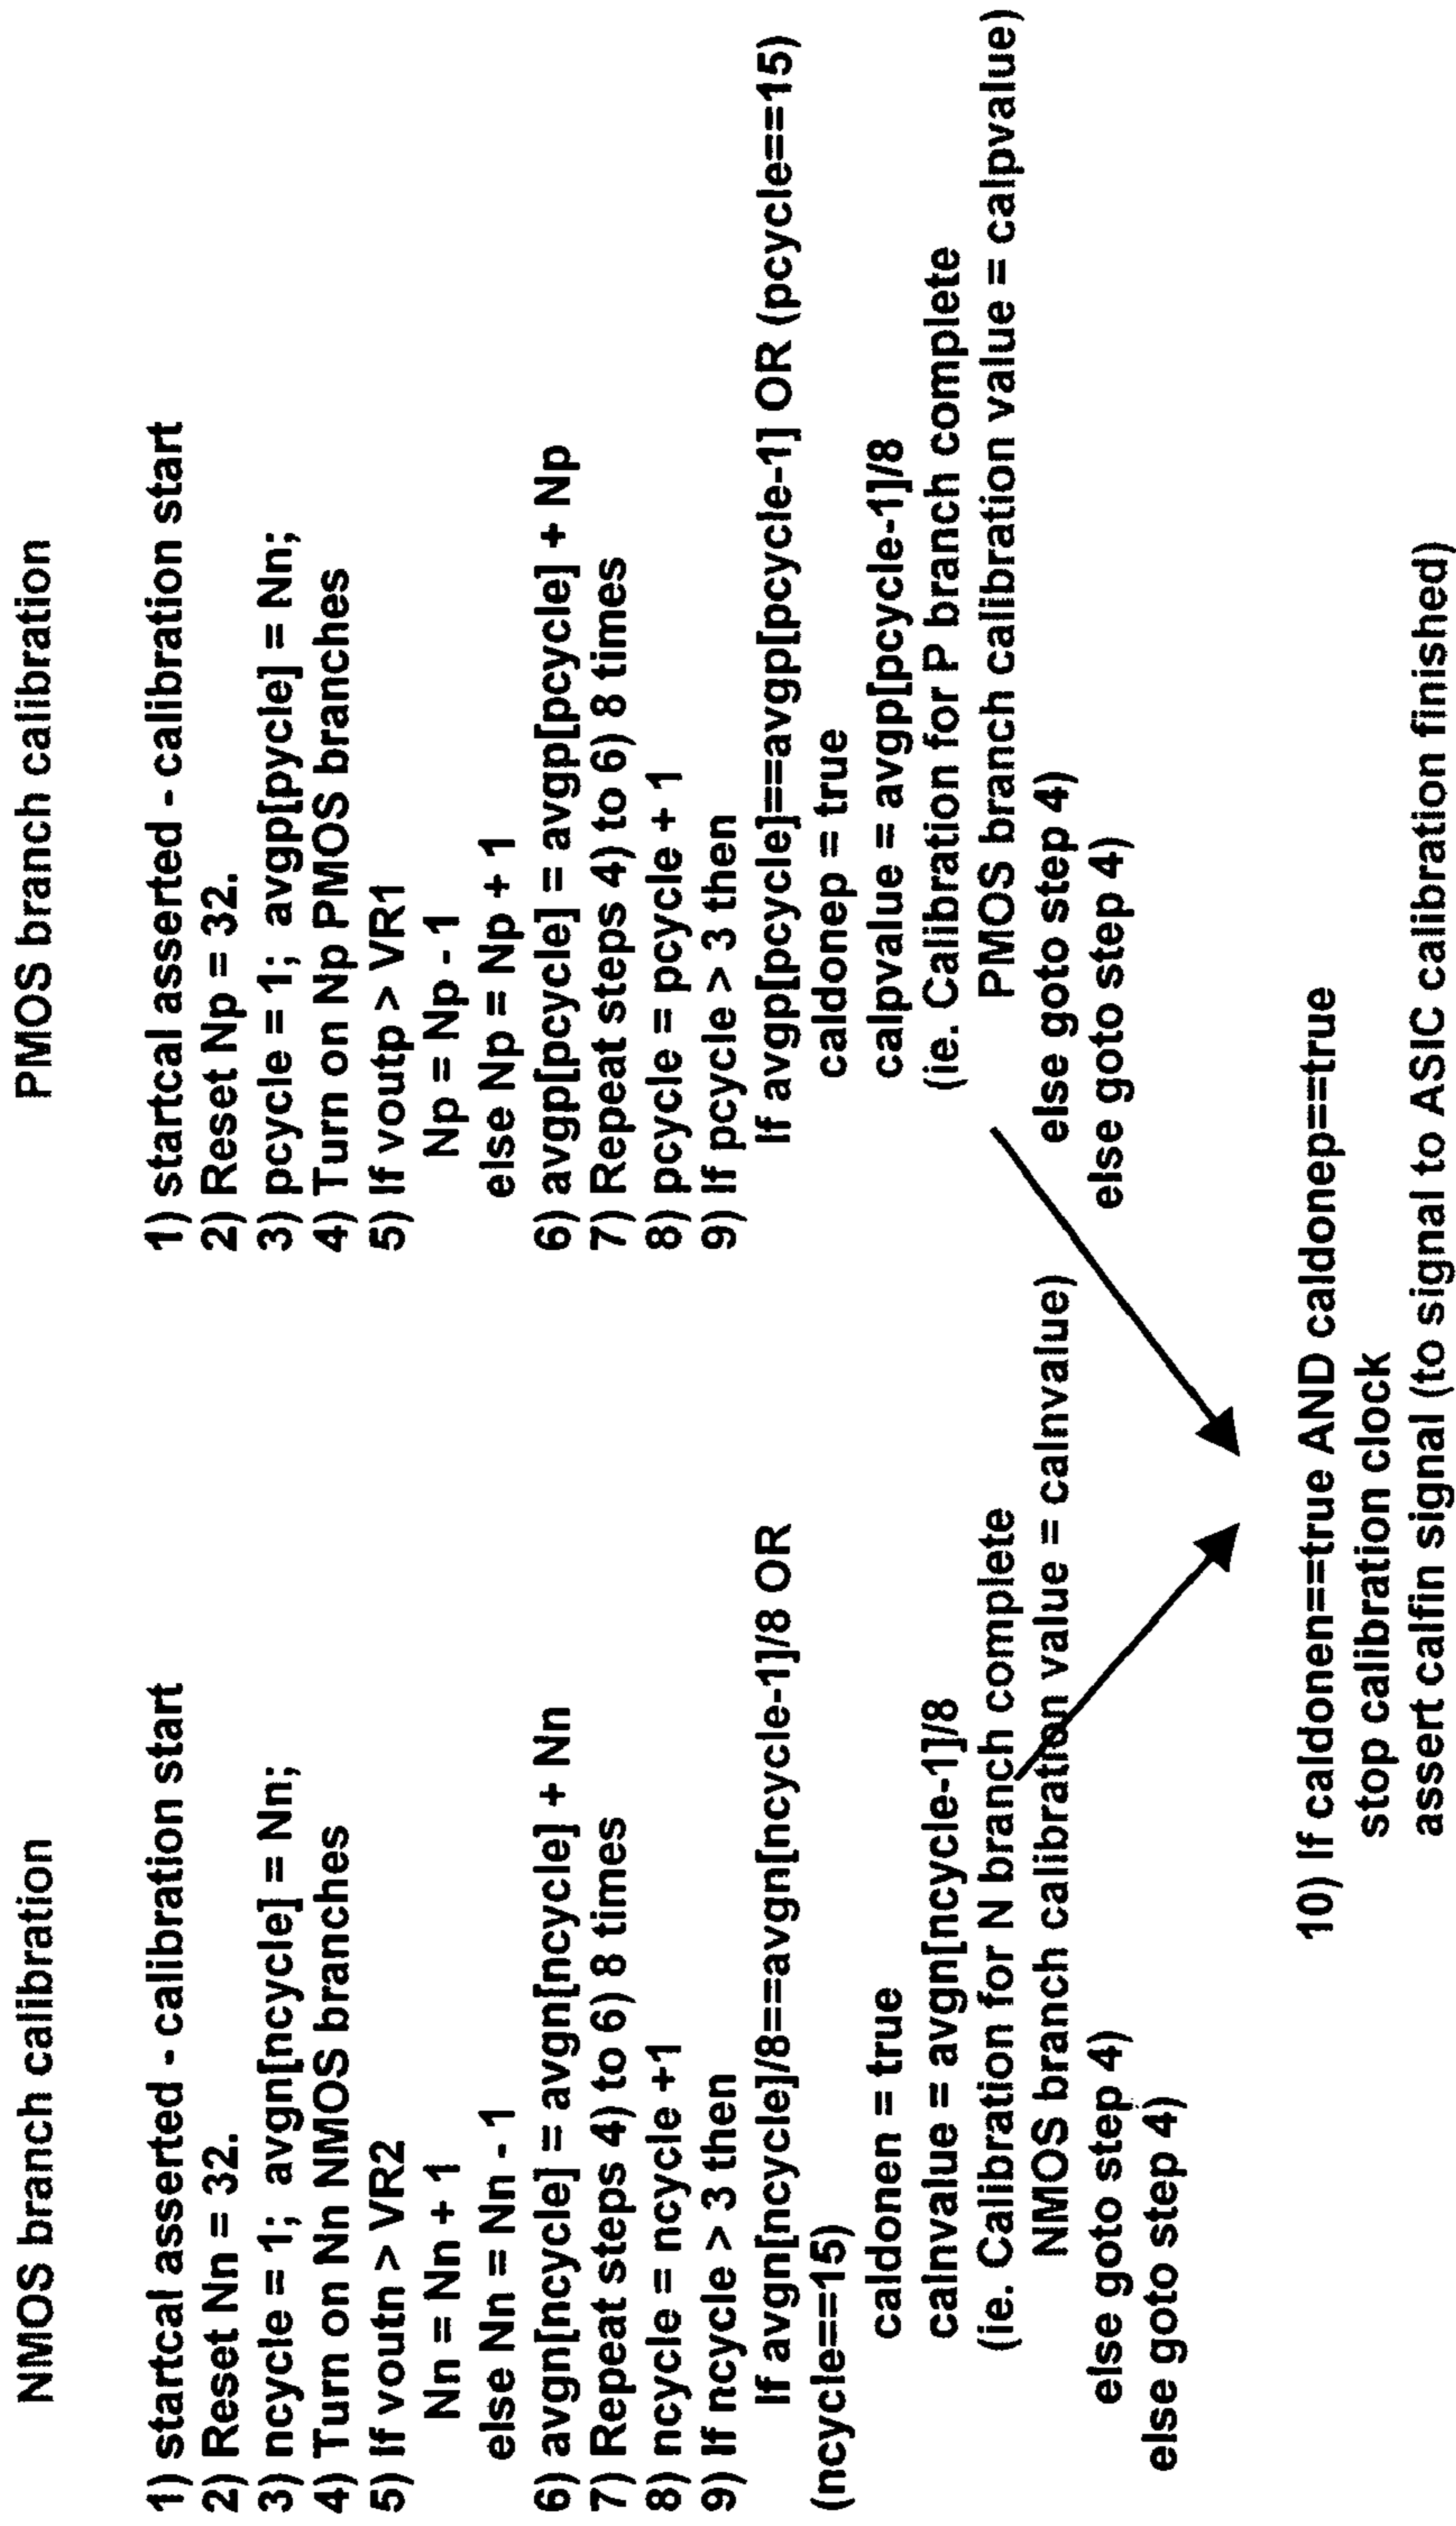 NMOS branch calibration
1) startcal asserted - calibration start
2) Reset Nn = 32.
3) ncycle = 1; avgn[ncycle] = Nn;
4) Turn on Nn NMOS branches
5) If voutn > VR2
Nn = Nn + 1
else Nn = Nn - 1
6) avgn[ncycle] = avgn[ncycle] + Nn
7) Repeat steps 4) to 6) 8 times
8) ncycle = ncycle +1
9) If ncycle > 3 then
If avgn[ncycle]/8==avgn[ncycle-1]/8 OR
(ncycle==15)
caldonen = true
calnvalue = avgn[ncycle-1]/8
(ie. Calibration for N branch complete
NMOS branch calibration value = calnvalue)
else goto step 4)
else goto step 4)
PMOS branch calibration
1) startcal asserted - calibration start
2) Reset Np = 32.
3) pcycle = 1; avgp[pycle] = Nn;
4) Turn on Np PMOS branches
5) If voutp > VR1
Np = Np - 1
else Np = Np + 1
6) avgp[pcycle] = avgp[pcycle] + Np
7) Repeat steps 4) to 6) 8 times
8) pcycle = pcycle + 1
9) If pcycle > 3 then
If avgp[pcycle]==avgp[pcycle-1] OR (pcycle==15)
caldonep = true
calpvalue = avgp[pcycle-1]/8
(ie. Calibration for P branch complete
PMOS branch calibration value = calpvalue)
else goto step 4)
else goto step 4)
10) If caldonen==true AND caldonep==true
stop calibration clock
assert calfin signal (to signal to ASIC calibration finished)